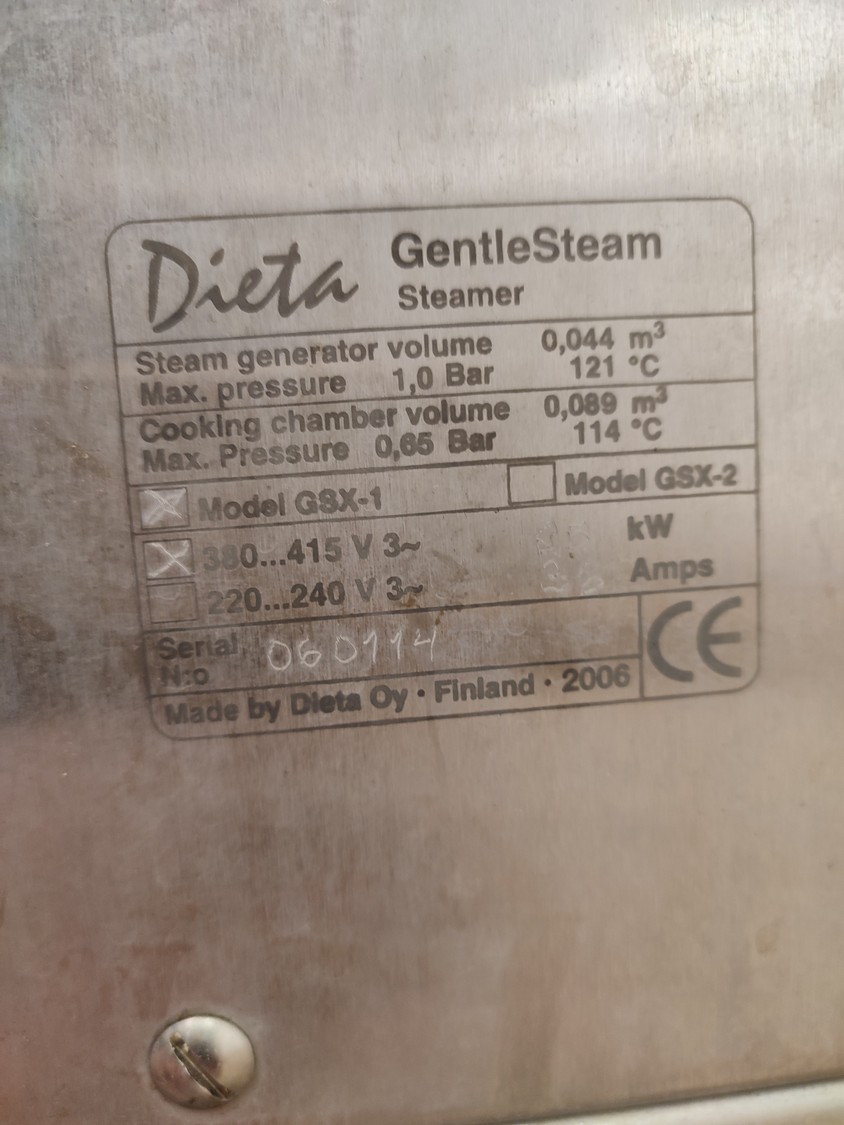 Dieta GentleSteam
Steamer
Steam generator volume 0,044 m³
Max. pressure 1,0 Bar 121 °C
Cooking chamber volume 0,089 m³
Max. Pressure 0,65 Bar 114 °C
Model GSX-1 Model GSX-2
380...415 V 3~ kW
220...240 V 3~ Amps
Serial. 060114
N:o
Made by Dieta Oy · Finland · 2006 CE